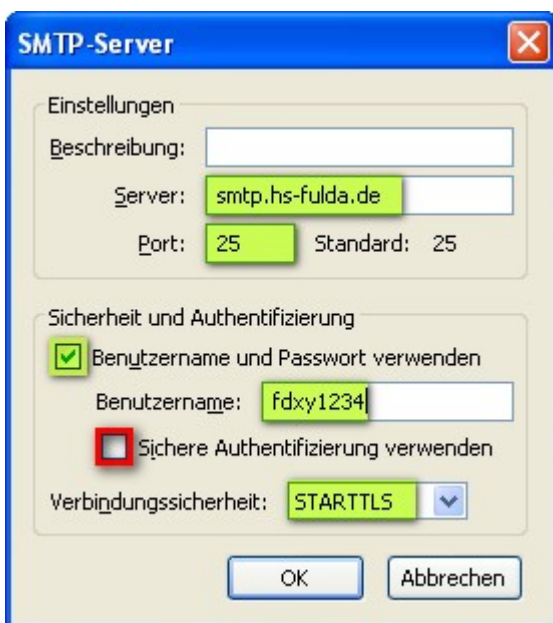 SMTP-Server
Einstellungen
Beschreibung:
Server: smtp.hs-fulda.de
Port: 25 Standard: 25
Sicherheit und Authentifizierung
Benutzername und Passwort verwenden
Benutzername: fdxy1234
Sichere Authentifizierung verwenden
Verbindungssicherheit: STARTTLS
OK Abbrechen